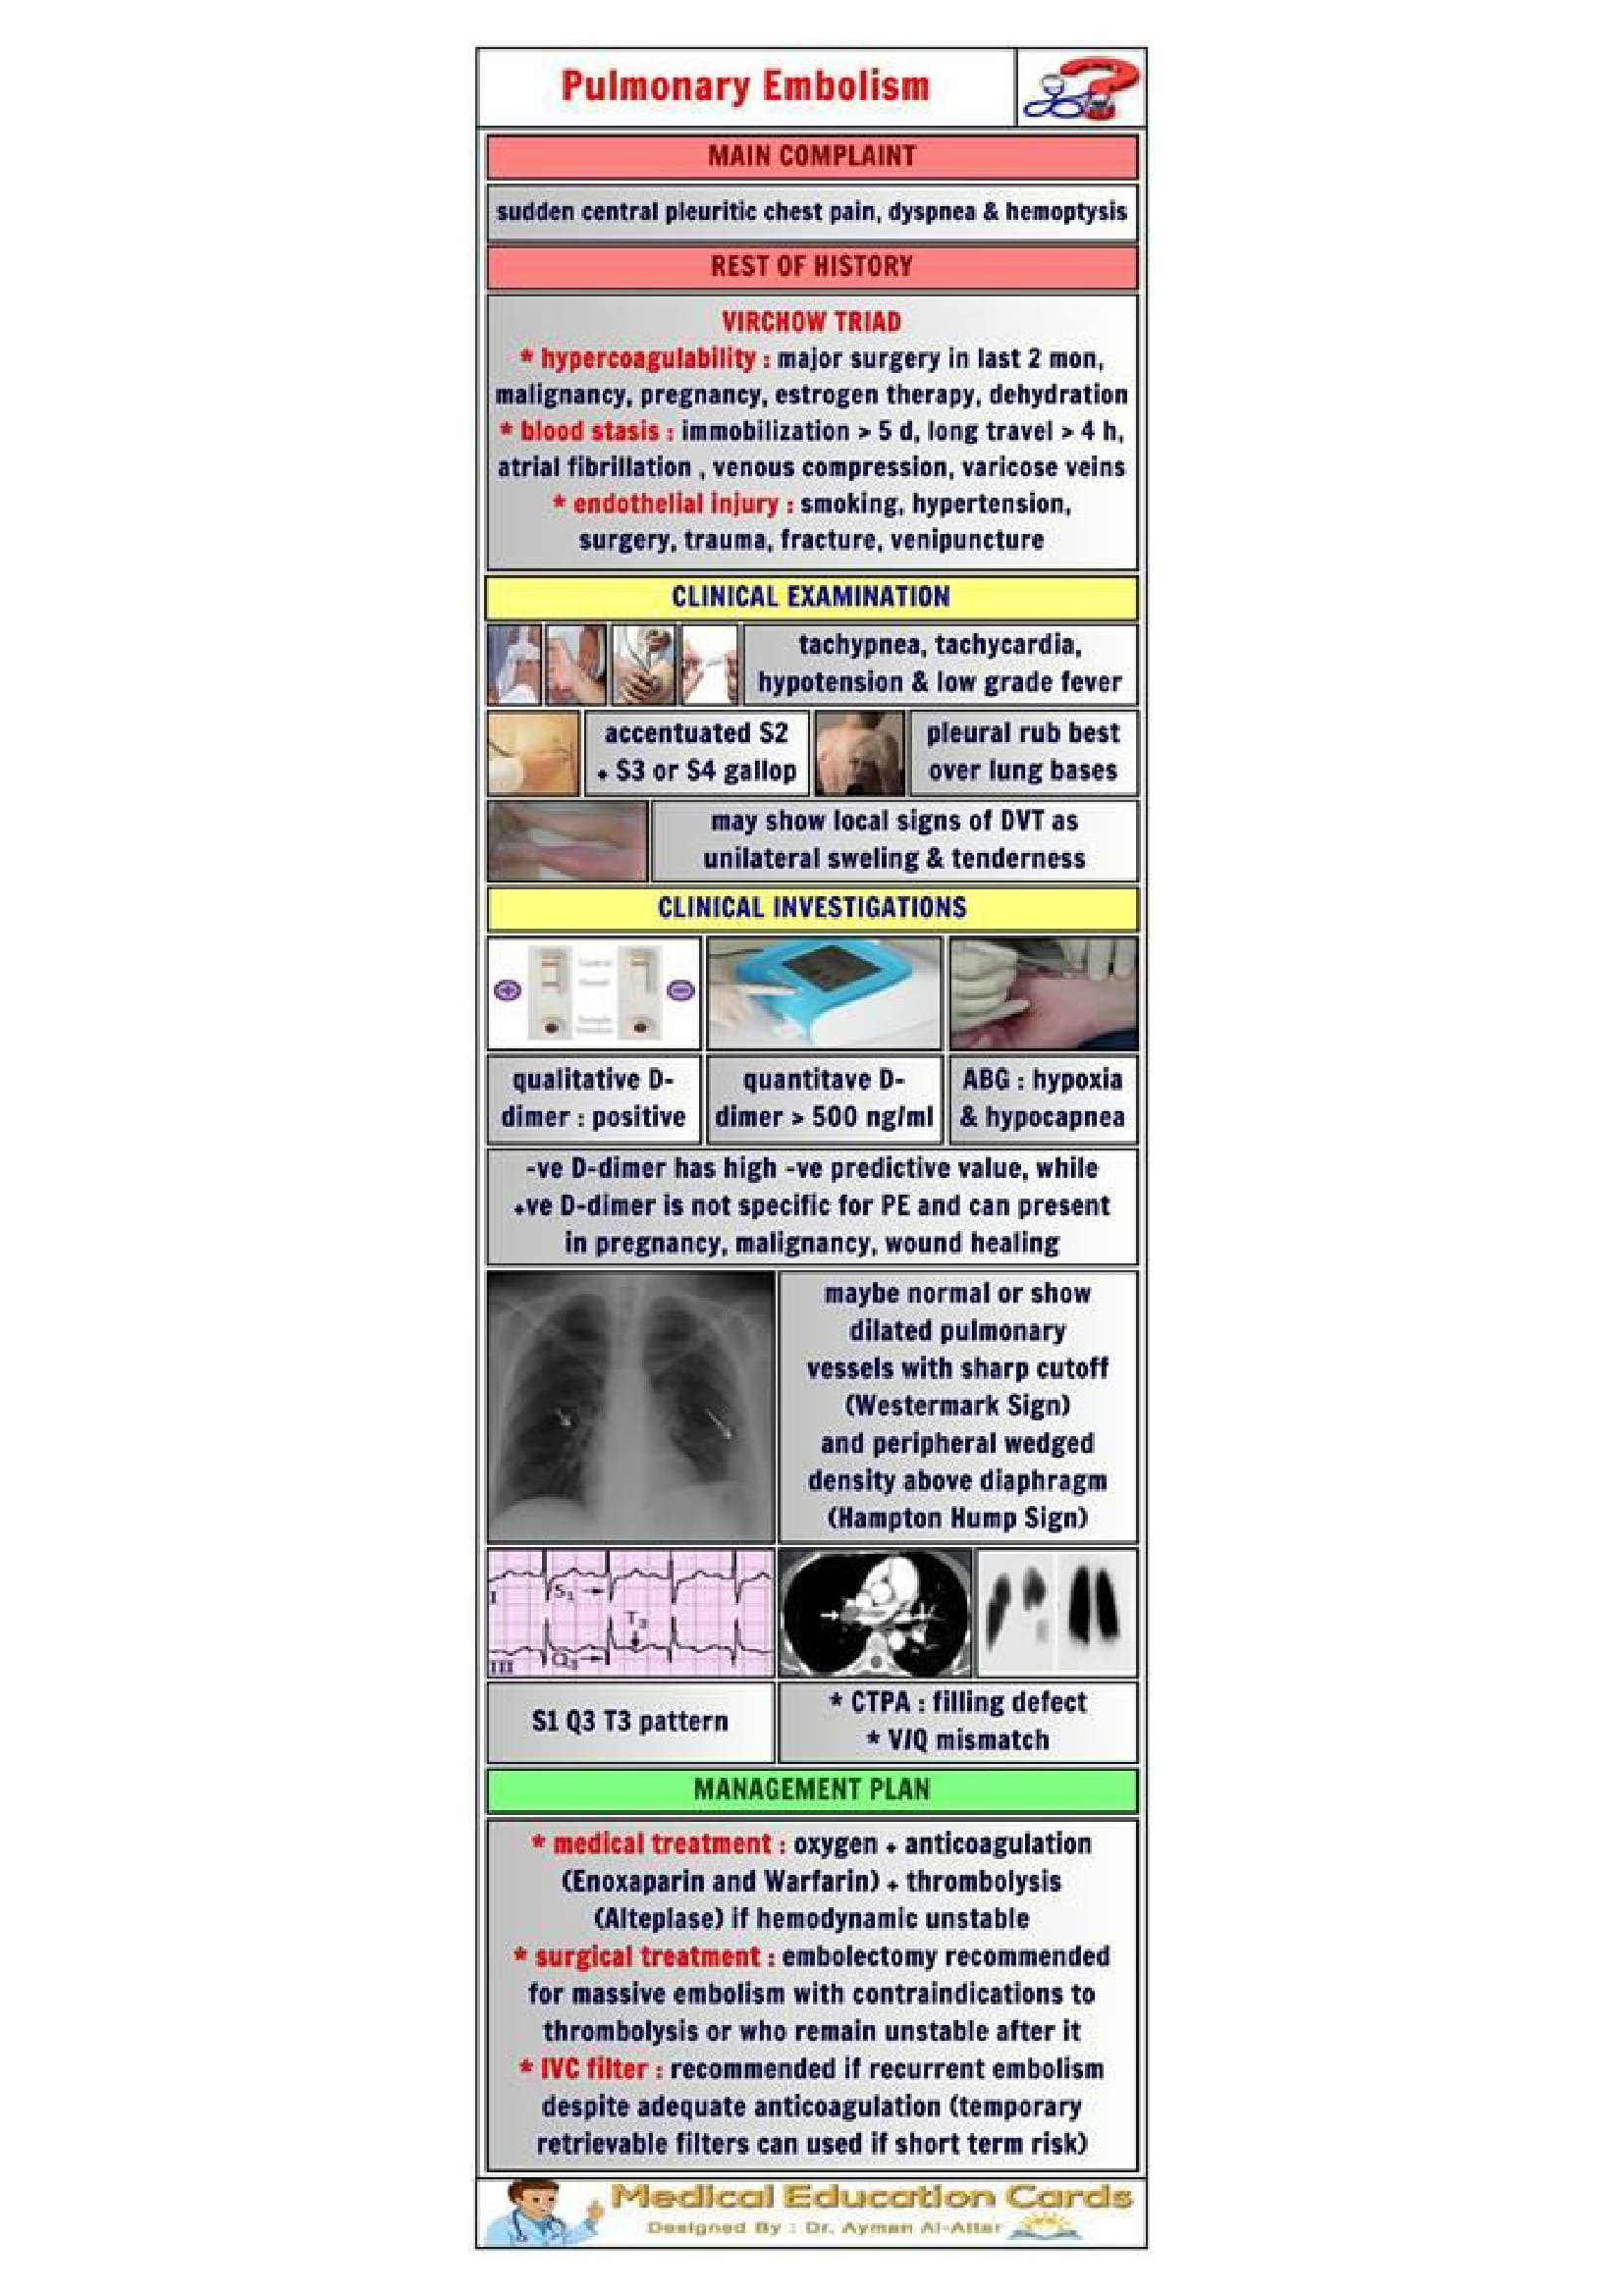 Pulmonary Embolism
MAIN COMPLAINT
sudden central pleuritic chest pain, dyspnea & hemoptysis
REST OF HISTORY
VIRCHOW TRIAD
* hypercoagulability : major surgery in last 2 mon,
malignancy, pregnancy, estrogen therapy, dehydration
* blood stasis : immobilization > 5 d, long travel > 4 h,
atrial fibrillation , venous compression, varicose veins
* endothelial injury : smoking, hypertension,
surgery, trauma, fracture, venipuncture
CLINICAL EXAMINATION
tachypnea, tachycardia,
hypotension & low grade fever
accentuated S2
+ S3 or S4 gallop
pleural rub best
over lung bases
may show local signs of DVT as
unilateral sweling & tenderness
CLINICAL INVESTIGATIONS
qualitative D-
dimer : positive
quantitave D-
dimer > 500 ng/ml
ABG : hypoxia
& hypocapnea
-ve D-dimer has high -ve predictive value, while
+ve D-dimer is not specific for PE and can present
in pregnancy, malignancy, wound healing
maybe normal or show
dilated pulmonary
vessels with sharp cutoff
(Westermark Sign)
and peripheral wedged
density above diaphragm
(Hampton Hump Sign)
I
S1
T3
III
Q3
S1 Q3 T3 pattern
* CTPA : filling defect
* V/Q mismatch
MANAGEMENT PLAN
* medical treatment : oxygen + anticoagulation
(Enoxaparin and Warfarin) + thrombolysis
(Alteplase) if hemodynamic unstable
* surgical treatment : embolectomy recommended
for massive embolism with contraindications to
thrombolysis or who remain unstable after it
* IVC filter : recommended if recurrent embolism
despite adequate anticoagulation (temporary
retrievable filters can used if short term risk)
Medical Education Cards
Designed By : Dr. Ayman Al-Attar